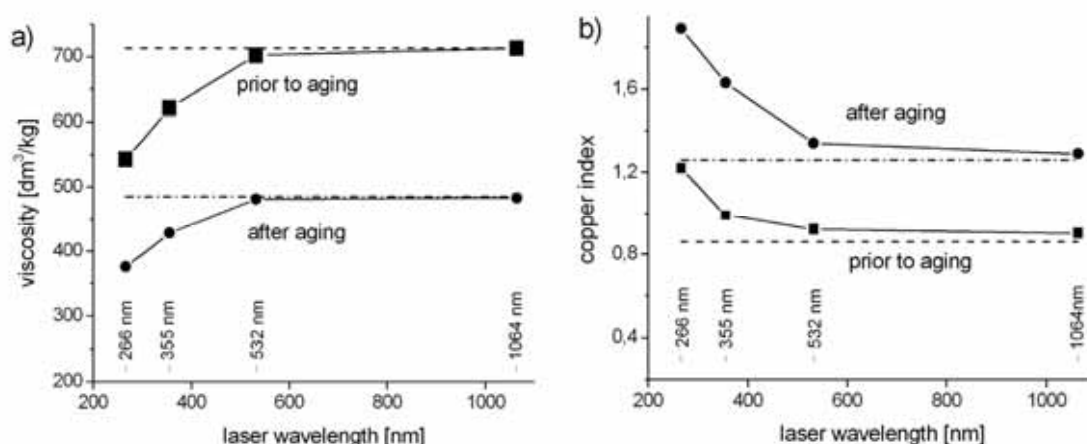 a)
viscosity [dm³/kg]
700
600
500
400
300
200
prior to aging
after aging
266 nm
355 nm
532 nm
1064 nm
200
400
600
800
1000
laser wavelength [nm]
b)
copper index
1,6
1,2
0,8
0,4
after aging
prior to aging
266 nm
355 nm
532 nm
1064nm
200
400
600
800
1000
laser wavelength [nm]